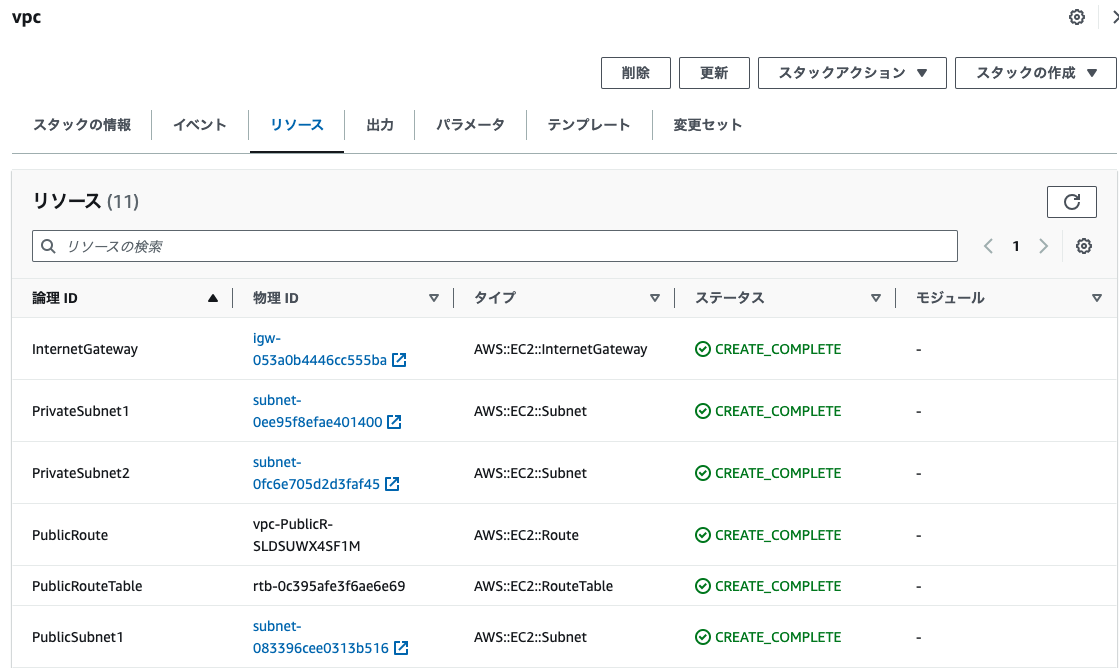 vpc
削除 更新 スタックアクション ▼ スタックの作成 ▼
スタックの情報 イベント リソース 出力 パラメータ テンプレート 変更セット
リソース (11)
リソースの検索 1
論理 ID 物理 ID タイプ ステータス モジュール
InternetGateway igw-
053a0b4446cc555ba AWS::EC2::InternetGateway CREATE_COMPLETE -
PrivateSubnet1 subnet-
0ee95f8efae401400 AWS::EC2::Subnet CREATE_COMPLETE -
PrivateSubnet2 subnet-
0fc6e705d2d3faf45 AWS::EC2::Subnet CREATE_COMPLETE -
PublicRoute vpc-PublicR-
SLDSUWX4SF1M AWS::EC2::Route CREATE_COMPLETE -
PublicRouteTable rtb-0c395afe3f6ae6e69 AWS::EC2::RouteTable CREATE_COMPLETE -
PublicSubnet1 subnet-
083396cee0313b516 AWS::EC2::Subnet CREATE_COMPLETE -